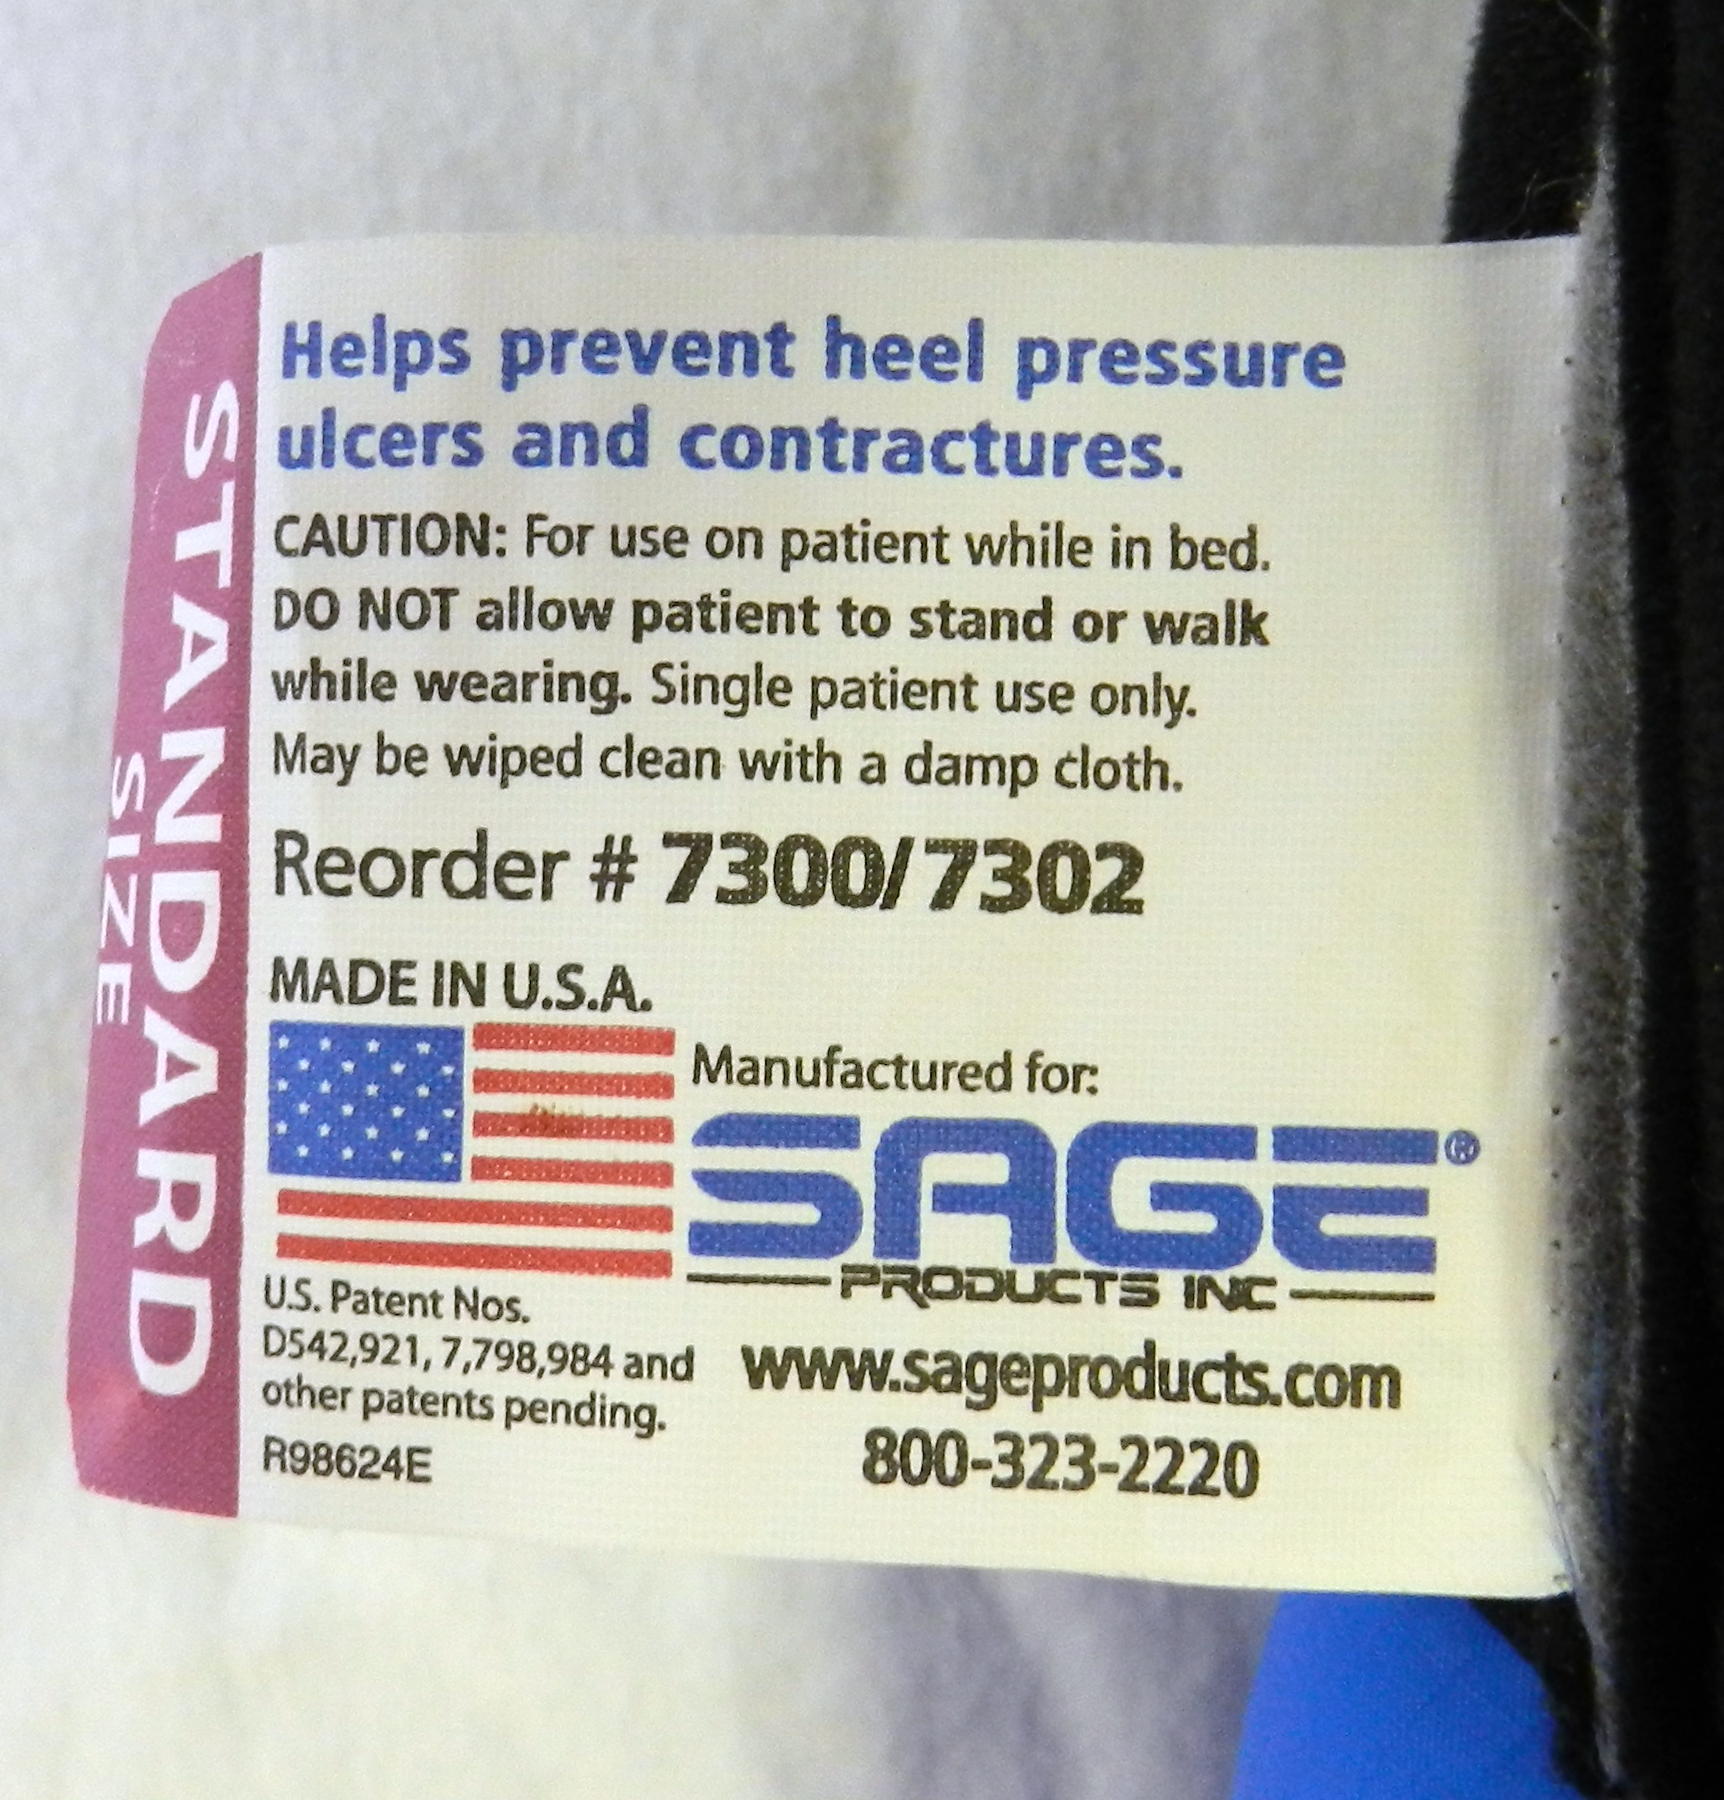 STANDARD
SIZE
Helps prevent heel pressure
ulcers and contractures.
CAUTION: For use on patient while in bed.
DO NOT allow patient to stand or walk
while wearing. Single patient use only.
May be wiped clean with a damp cloth.
Reorder # 7300/7302
MADE IN U.S.A.
Manufactured for:
SAGE®
PRODUCTS INC
U.S. Patent Nos.
D542,921, 7,798,984 and
other patents pending.
R98624E
www.sageproducts.com
800-323-2220